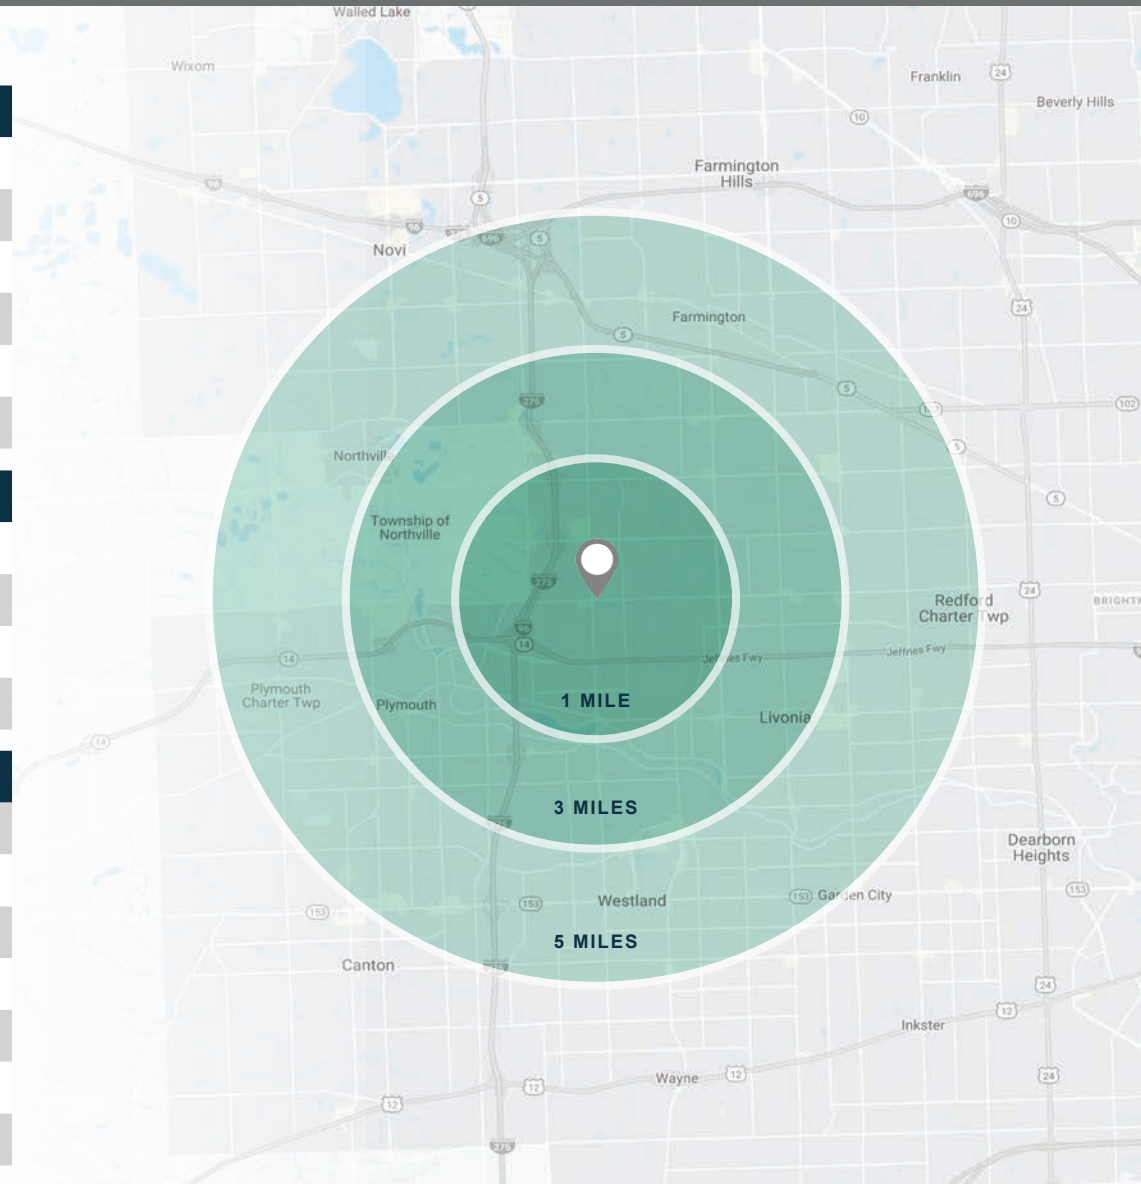 Walled Lake
Wixom
Franklin
24
Beverly Hills
10
Farmington
Hills
96
696
5
10
96
Novi
696
5
24
Farmington
5
275
5
102
5
Northville
5
Township of
Northville
275
24
Redford
Charter Twp
96
14
Jeffries Fwy
Jeffries Fwy
14
Plymouth
Charter Twp
Plymouth
1 MILE
Livonia
14
3 MILES
275
Dearborn
Heights
153
153
Westland
153
Garden City
153
5 MILES
Canton
24
12
Inkster
Wayne
12
24
12
12
275